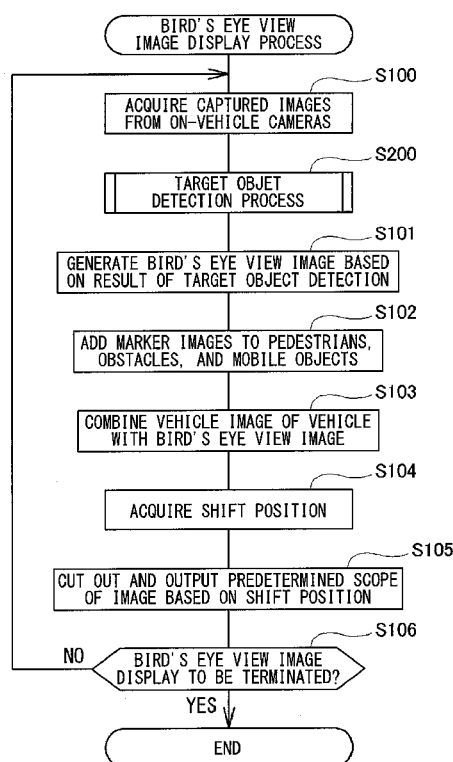 BIRD'S EYE VIEW
IMAGE DISPLAY PROCESS
S100
ACQUIRE CAPTURED IMAGES
FROM ON-VEHICLE CAMERAS
S200
TARGET OBJET
DETECTION PROCESS
S101
GENERATE BIRD'S EYE VIEW IMAGE BASED
ON RESULT OF TARGET OBJECT DETECTION
S102
ADD MARKER IMAGES TO PEDESTRIANS,
OBSTACLES, AND MOBILE OBJECTS
S103
COMBINE VEHICLE IMAGE OF VEHICLE
WITH BIRD'S EYE VIEW IMAGE
S104
ACQUIRE SHIFT POSITION
S105
CUT OUT AND OUTPUT PREDETERMINED SCOPE
OF IMAGE BASED ON SHIFT POSITION
S106
NO
BIRD'S EYE VIEW IMAGE
DISPLAY TO BE TERMINATED?
YES
END